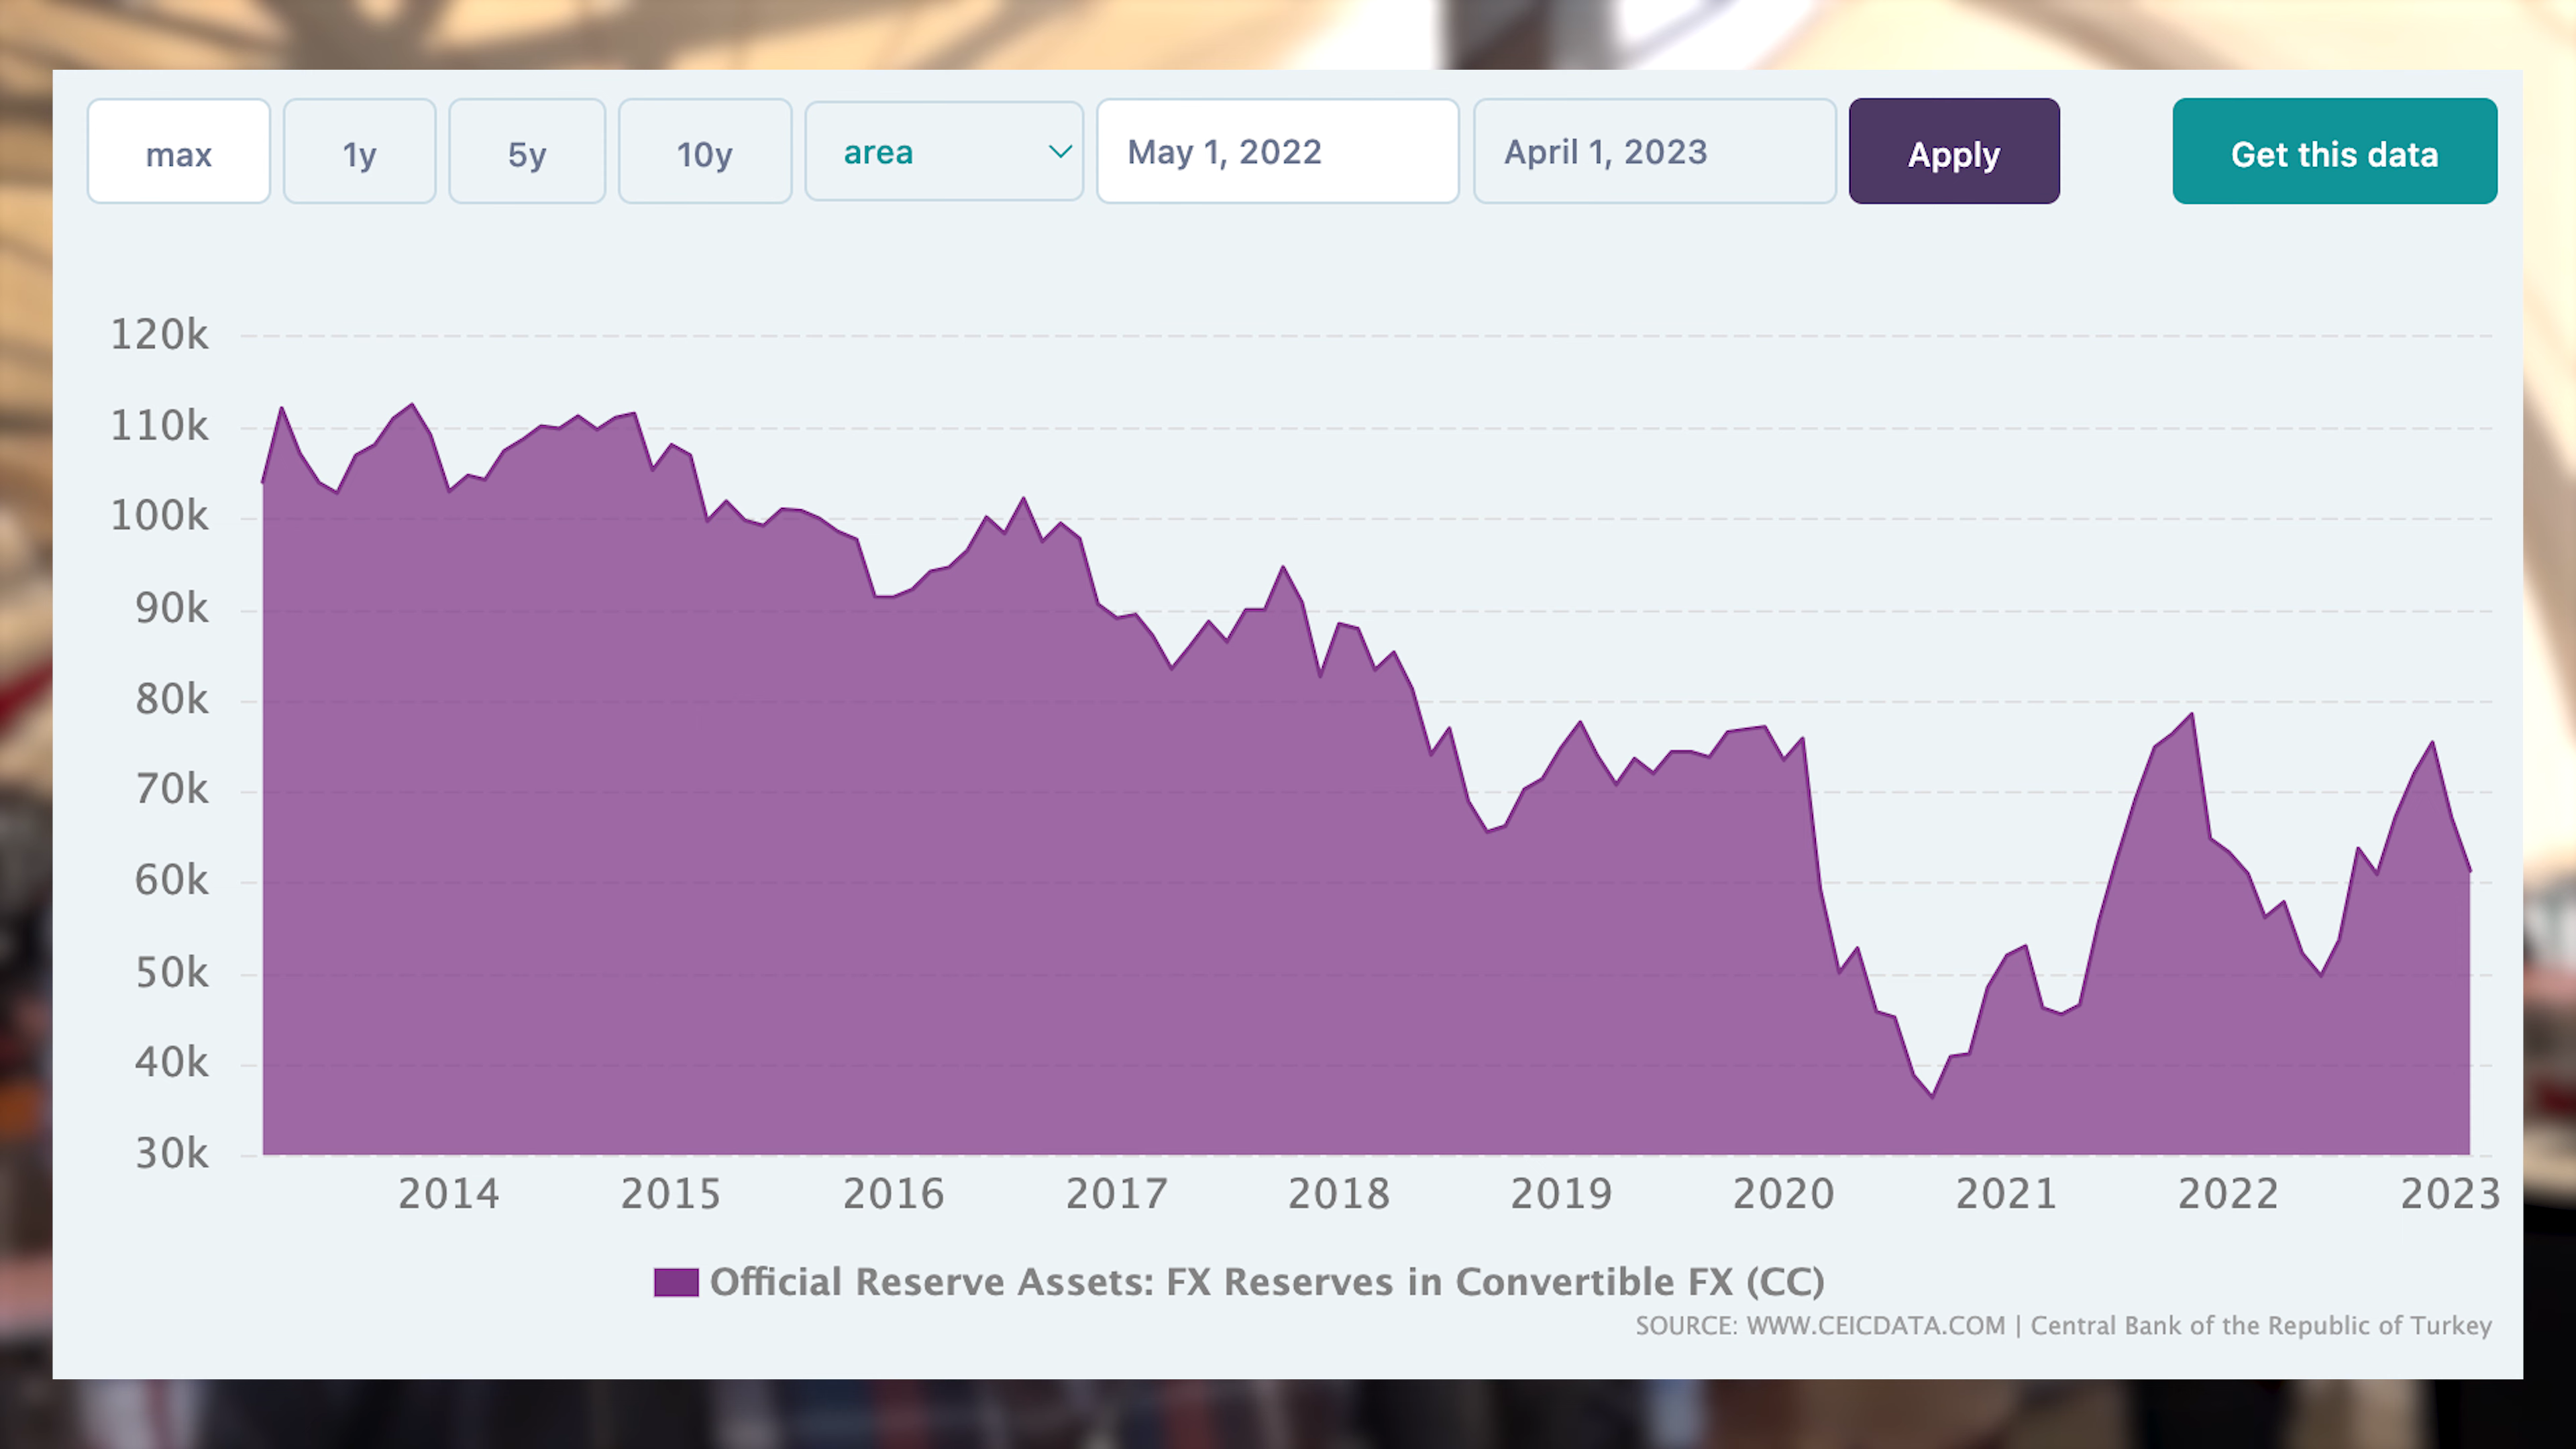 max 1y 5y 10y area May 1, 2022 April 1, 2023 Apply Get this data
120k
110k
100k
90k
80k
70k
60k
50k
40k
30k
2014 2015 2016 2017 2018 2019 2020 2021 2022 2023
Official Reserve Assets: FX Reserves in Convertible FX (CC)
SOURCE: WWW.CEICDATA.COM | Central Bank of the Republic of Turkey